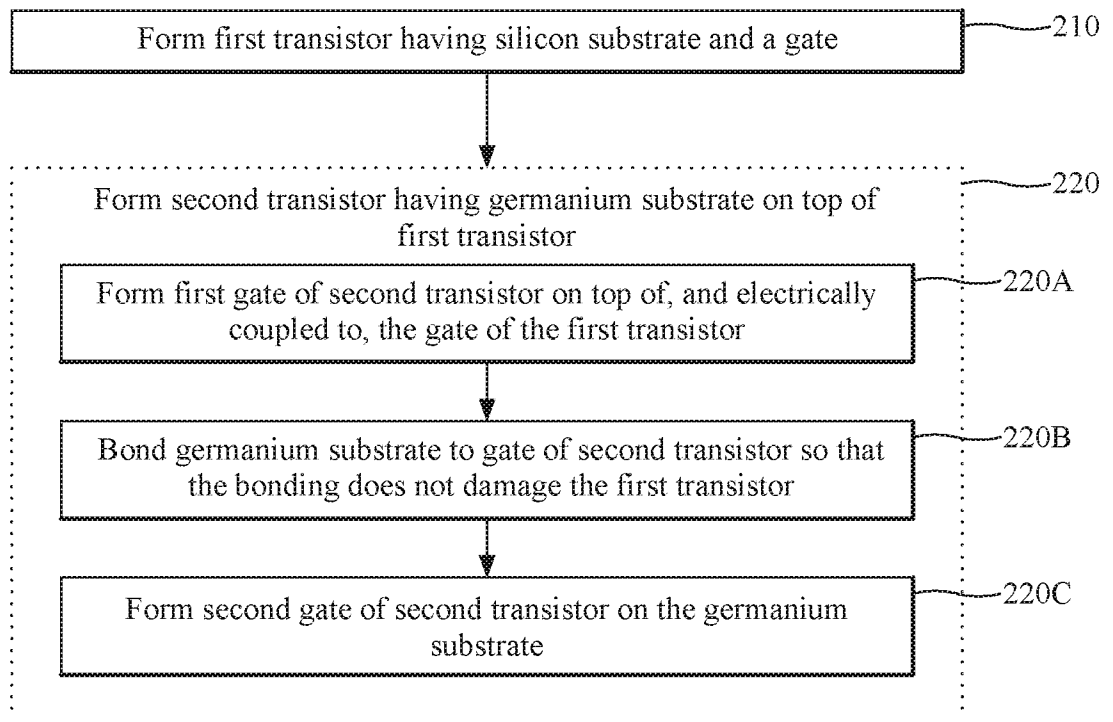 Form first transistor having silicon substrate and a gate
210
Form second transistor having germanium substrate on top of
first transistor
220
Form first gate of second transistor on top of, and electrically
coupled to, the gate of the first transistor
220A
Bond germanium substrate to gate of second transistor so that
the bonding does not damage the first transistor
220B
Form second gate of second transistor on the germanium
substrate
220C